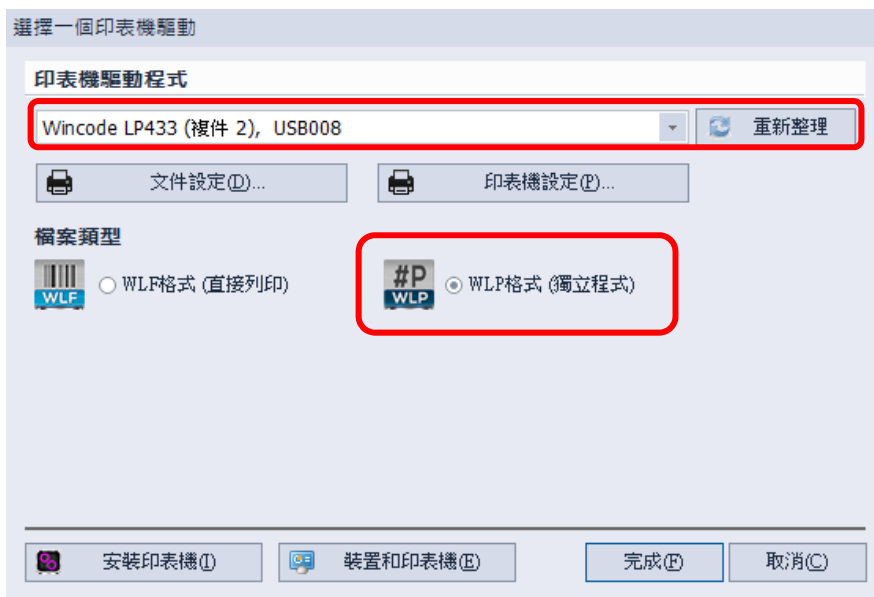 選擇一個印表機驅動
印表機驅動程式
Wincode LP433 (複件 2), USB008
重新整理
文件設定(D)...
印表機設定(P)...
檔案類型
WLF
WLF格式 (直接列印)
#P
WLP
WLP格式 (獨立程式)
安裝印表機(I)
裝置和印表機(E)
完成(F)
取消(C)